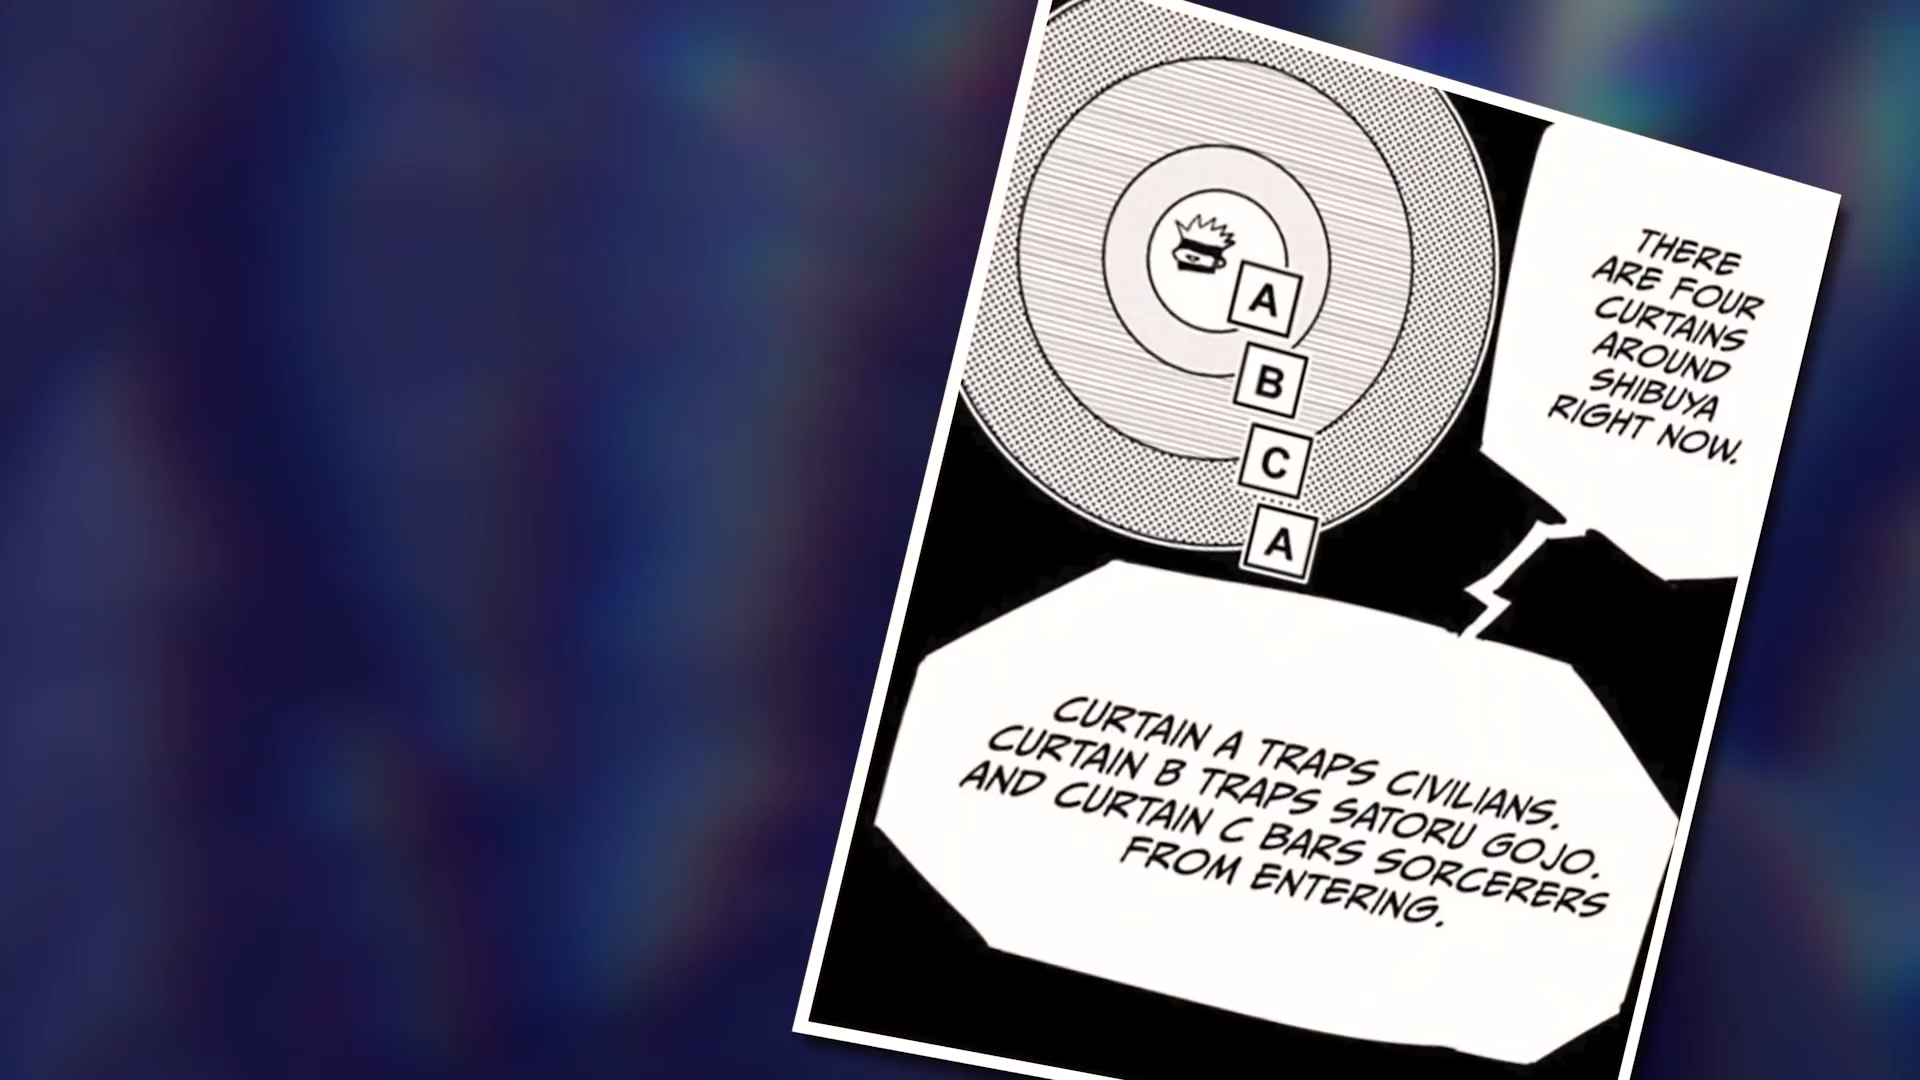 A
B
C
A
THERE
ARE FOUR
CURTAINS
AROUND
SHIBUYA
RIGHT NOW.
CURTAIN A TRAPS CIVILIANS.
CURTAIN B TRAPS SATORU GOJO.
AND CURTAIN C BARS SORCERERS
FROM ENTERING.